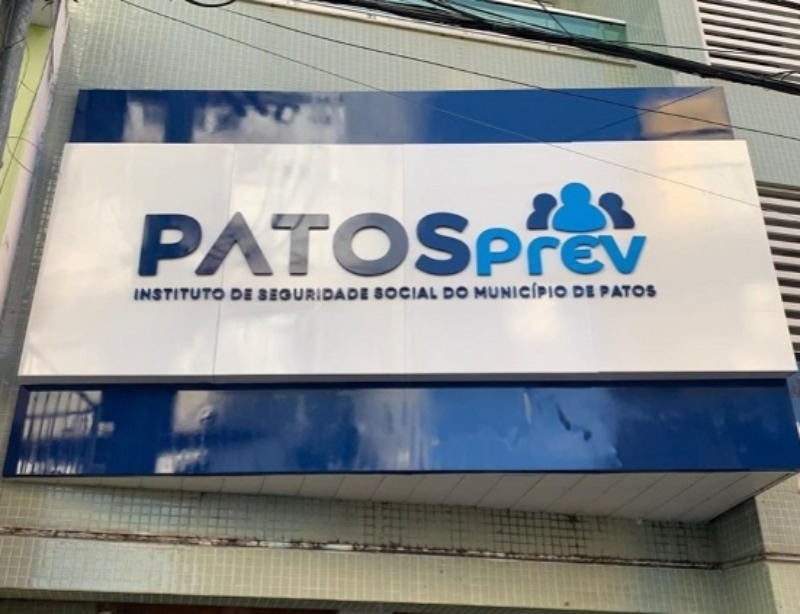 PATOSprev
INSTITUTO DE SEGURIDADE SOCIAL DO MUNICÍPIO DE PATOS